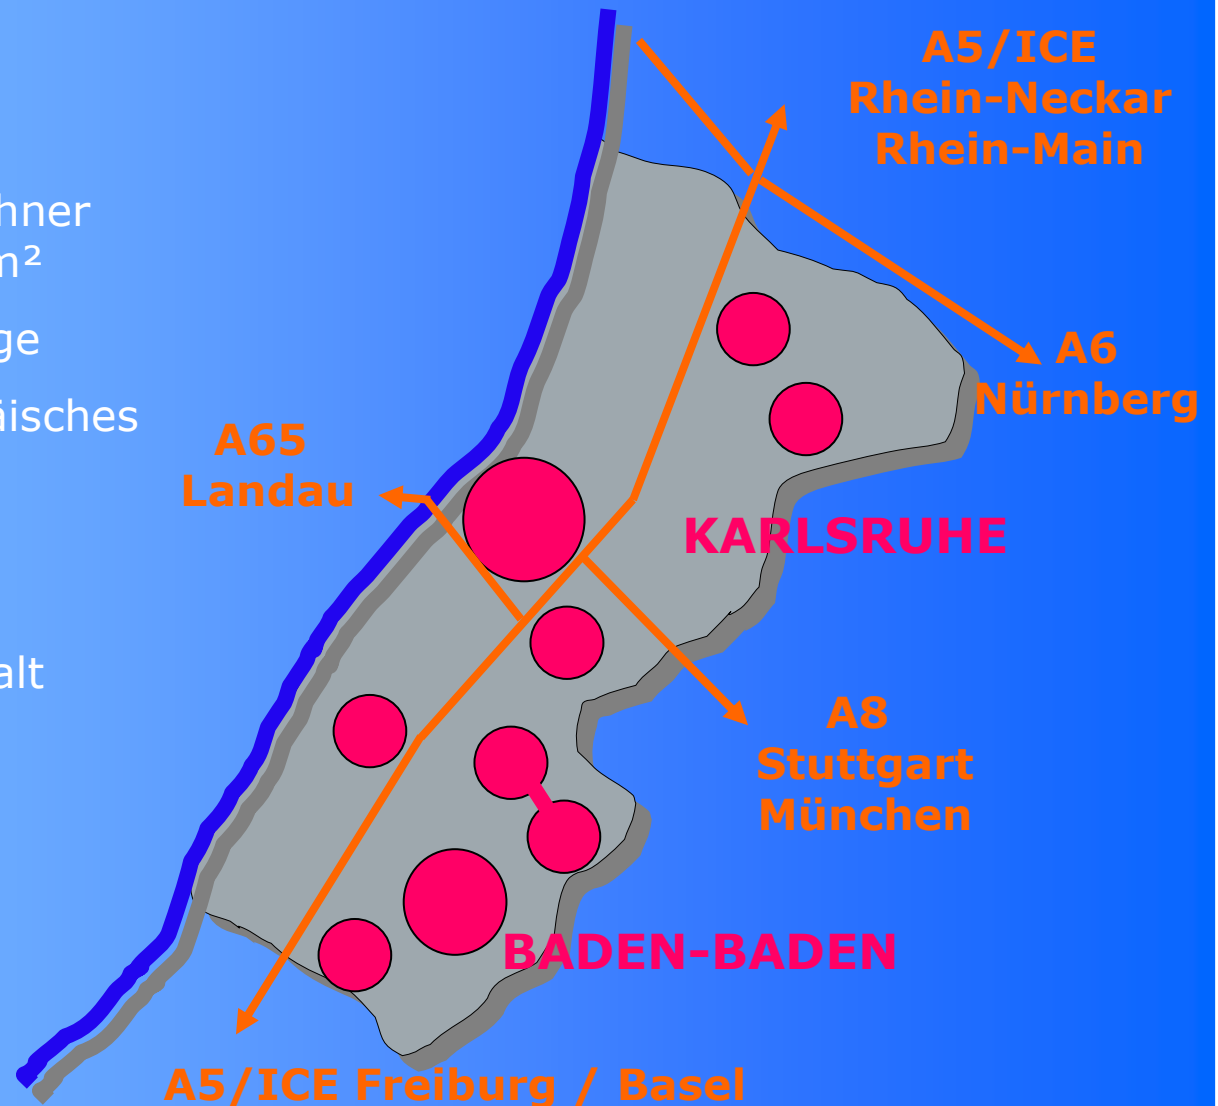 A5/ICE
Rhein-Neckar
Rhein-Main
hner
m²
ge
äisches
A6
Nürnberg
A65
Landau
KARLSRUHE
alt
A8
Stuttgart
München
BADEN-BADEN
A5/ICE Freiburg / Basel